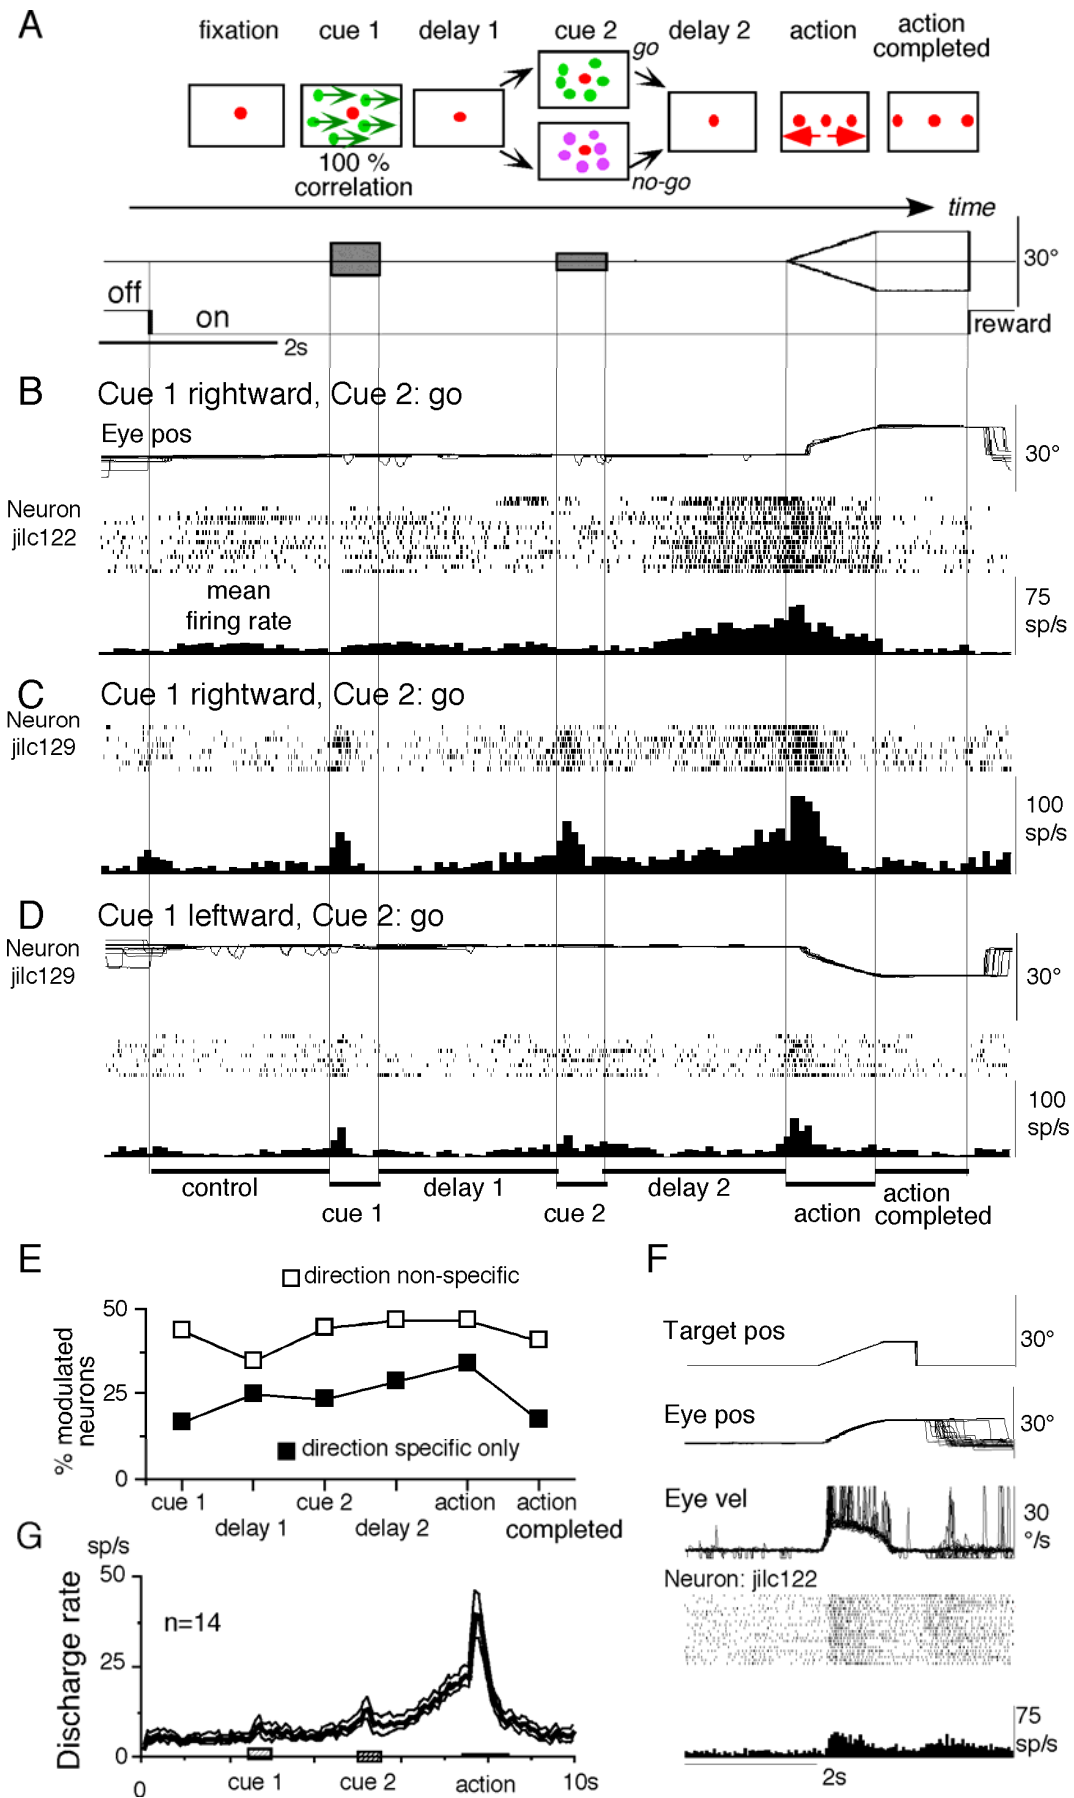 A
fixation
cue 1
delay 1
cue 2
delay 2
action
action
completed
go
100 %
correlation
no-go
time
30°
off
on
reward
2s
B
Cue 1 rightward, Cue 2: go
Eye pos
30°
Neuron
jilc122
mean
firing rate
75
sp/s
C
Cue 1 rightward, Cue 2: go
Neuron
jilc129
100
sp/s
D
Cue 1 leftward, Cue 2: go
Neuron
jilc129
30°
100
sp/s
control
cue 1
delay 1
cue 2
delay 2
action
action
completed
E
direction non-specific
50
25
0
% modulated
neurons
direction specific only
cue 1
delay 1
cue 2
delay 2
action
action
completed
F
Target pos
30°
Eye pos
30°
Eye vel
30
°/s
Neuron: jilc122
75
sp/s
2s
G
sp/s
50
25
0
Discharge rate
n=14
0
cue 1
cue 2
action
10s